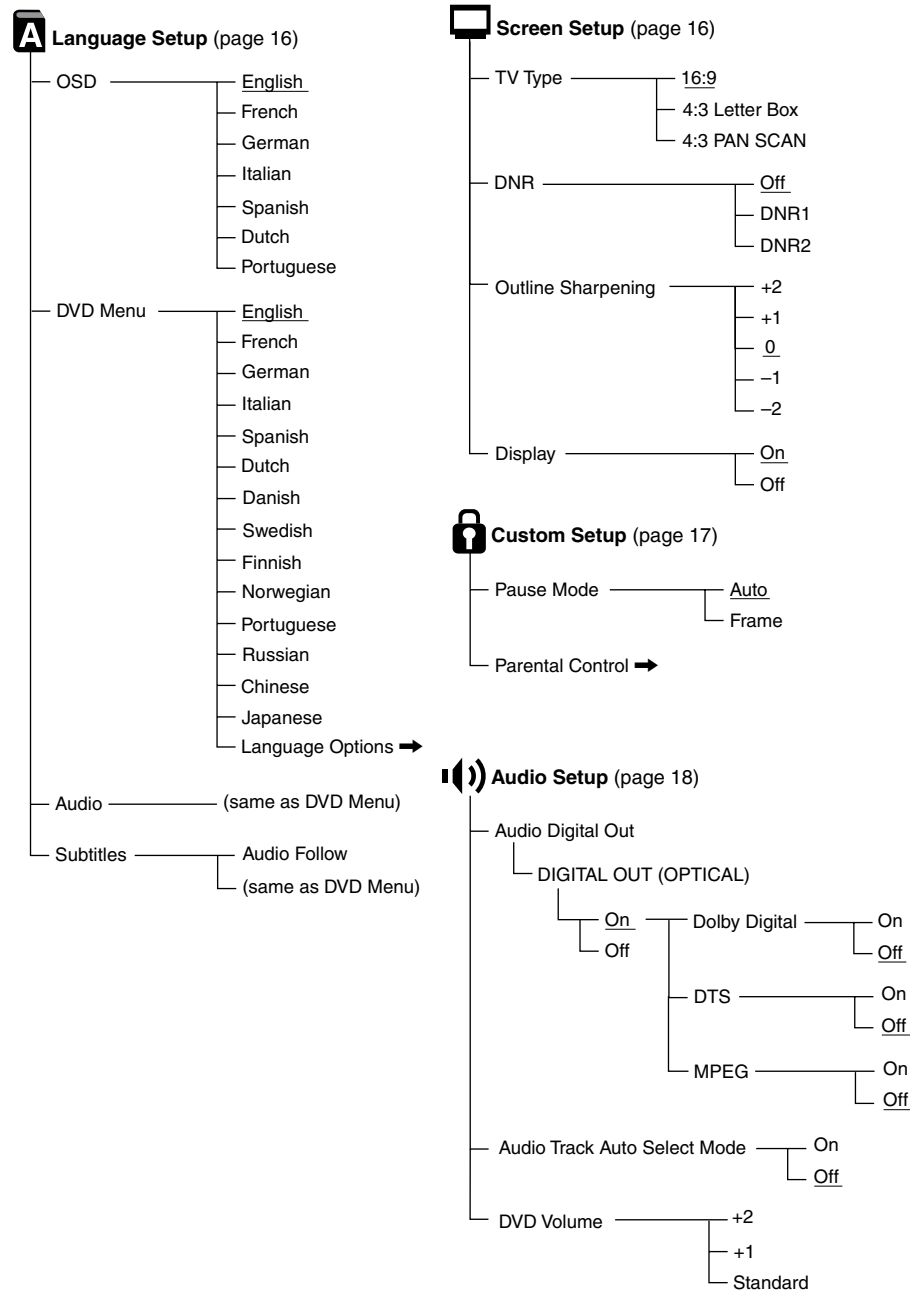 A Language Setup (page 16)
OSD
English
French
German
Italian
Spanish
Dutch
Portuguese
DVD Menu
English
French
German
Italian
Spanish
Dutch
Danish
Swedish
Finnish
Norwegian
Portuguese
Russian
Chinese
Japanese
Language Options
Audio
(same as DVD Menu)
Subtitles
Audio Follow
(same as DVD Menu)
Screen Setup (page 16)
TV Type
16:9
4:3 Letter Box
4:3 PAN SCAN
DNR
Off
DNR1
DNR2
Outline Sharpening
+2
+1
0
–1
–2
Display
On
Off
Custom Setup (page 17)
Pause Mode
Auto
Frame
Parental Control
Audio Setup (page 18)
Audio Digital Out
DIGITAL OUT (OPTICAL)
On
Off
Dolby Digital
On
Off
DTS
On
Off
MPEG
On
Off
Audio Track Auto Select Mode
On
Off
DVD Volume
+2
+1
Standard